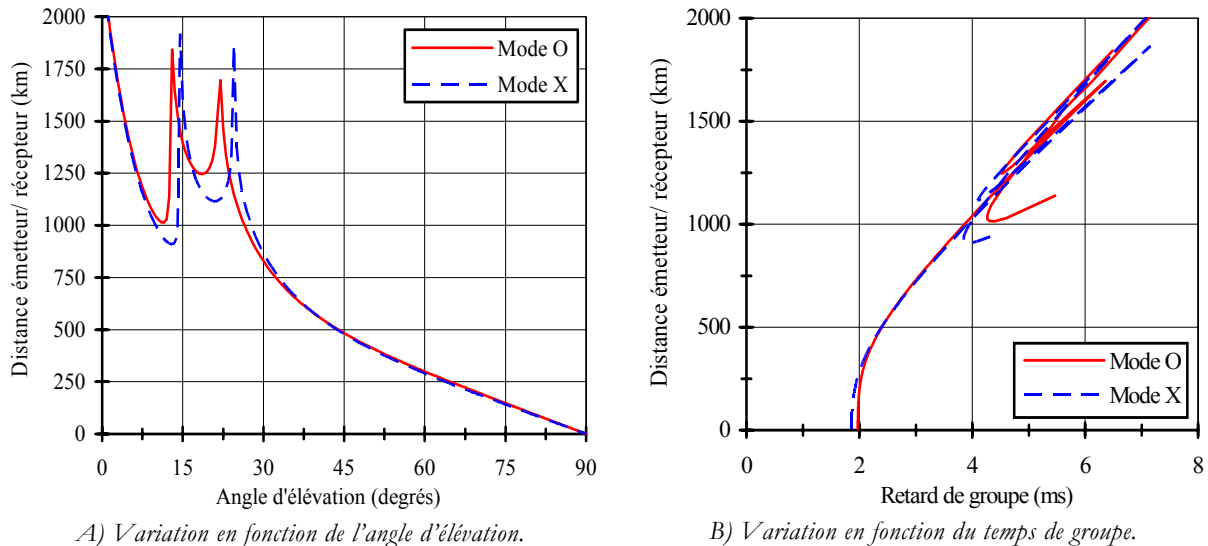 2000
1750
1500
1250
1000
750
500
250
0
Distance émetteur/ récepteur (km)
Mode O
Mode X
0 15 30 45 60 75 90
Angle d'élévation (degrés)
A) Variation en fonction de l'angle d'élévation.
2000
1500
1000
500
0
Distance émetteur/ récepteur (km)
Mode O
Mode X
0 2 4 6 8
Retard de groupe (ms)
B) Variation en fonction du temps de groupe.